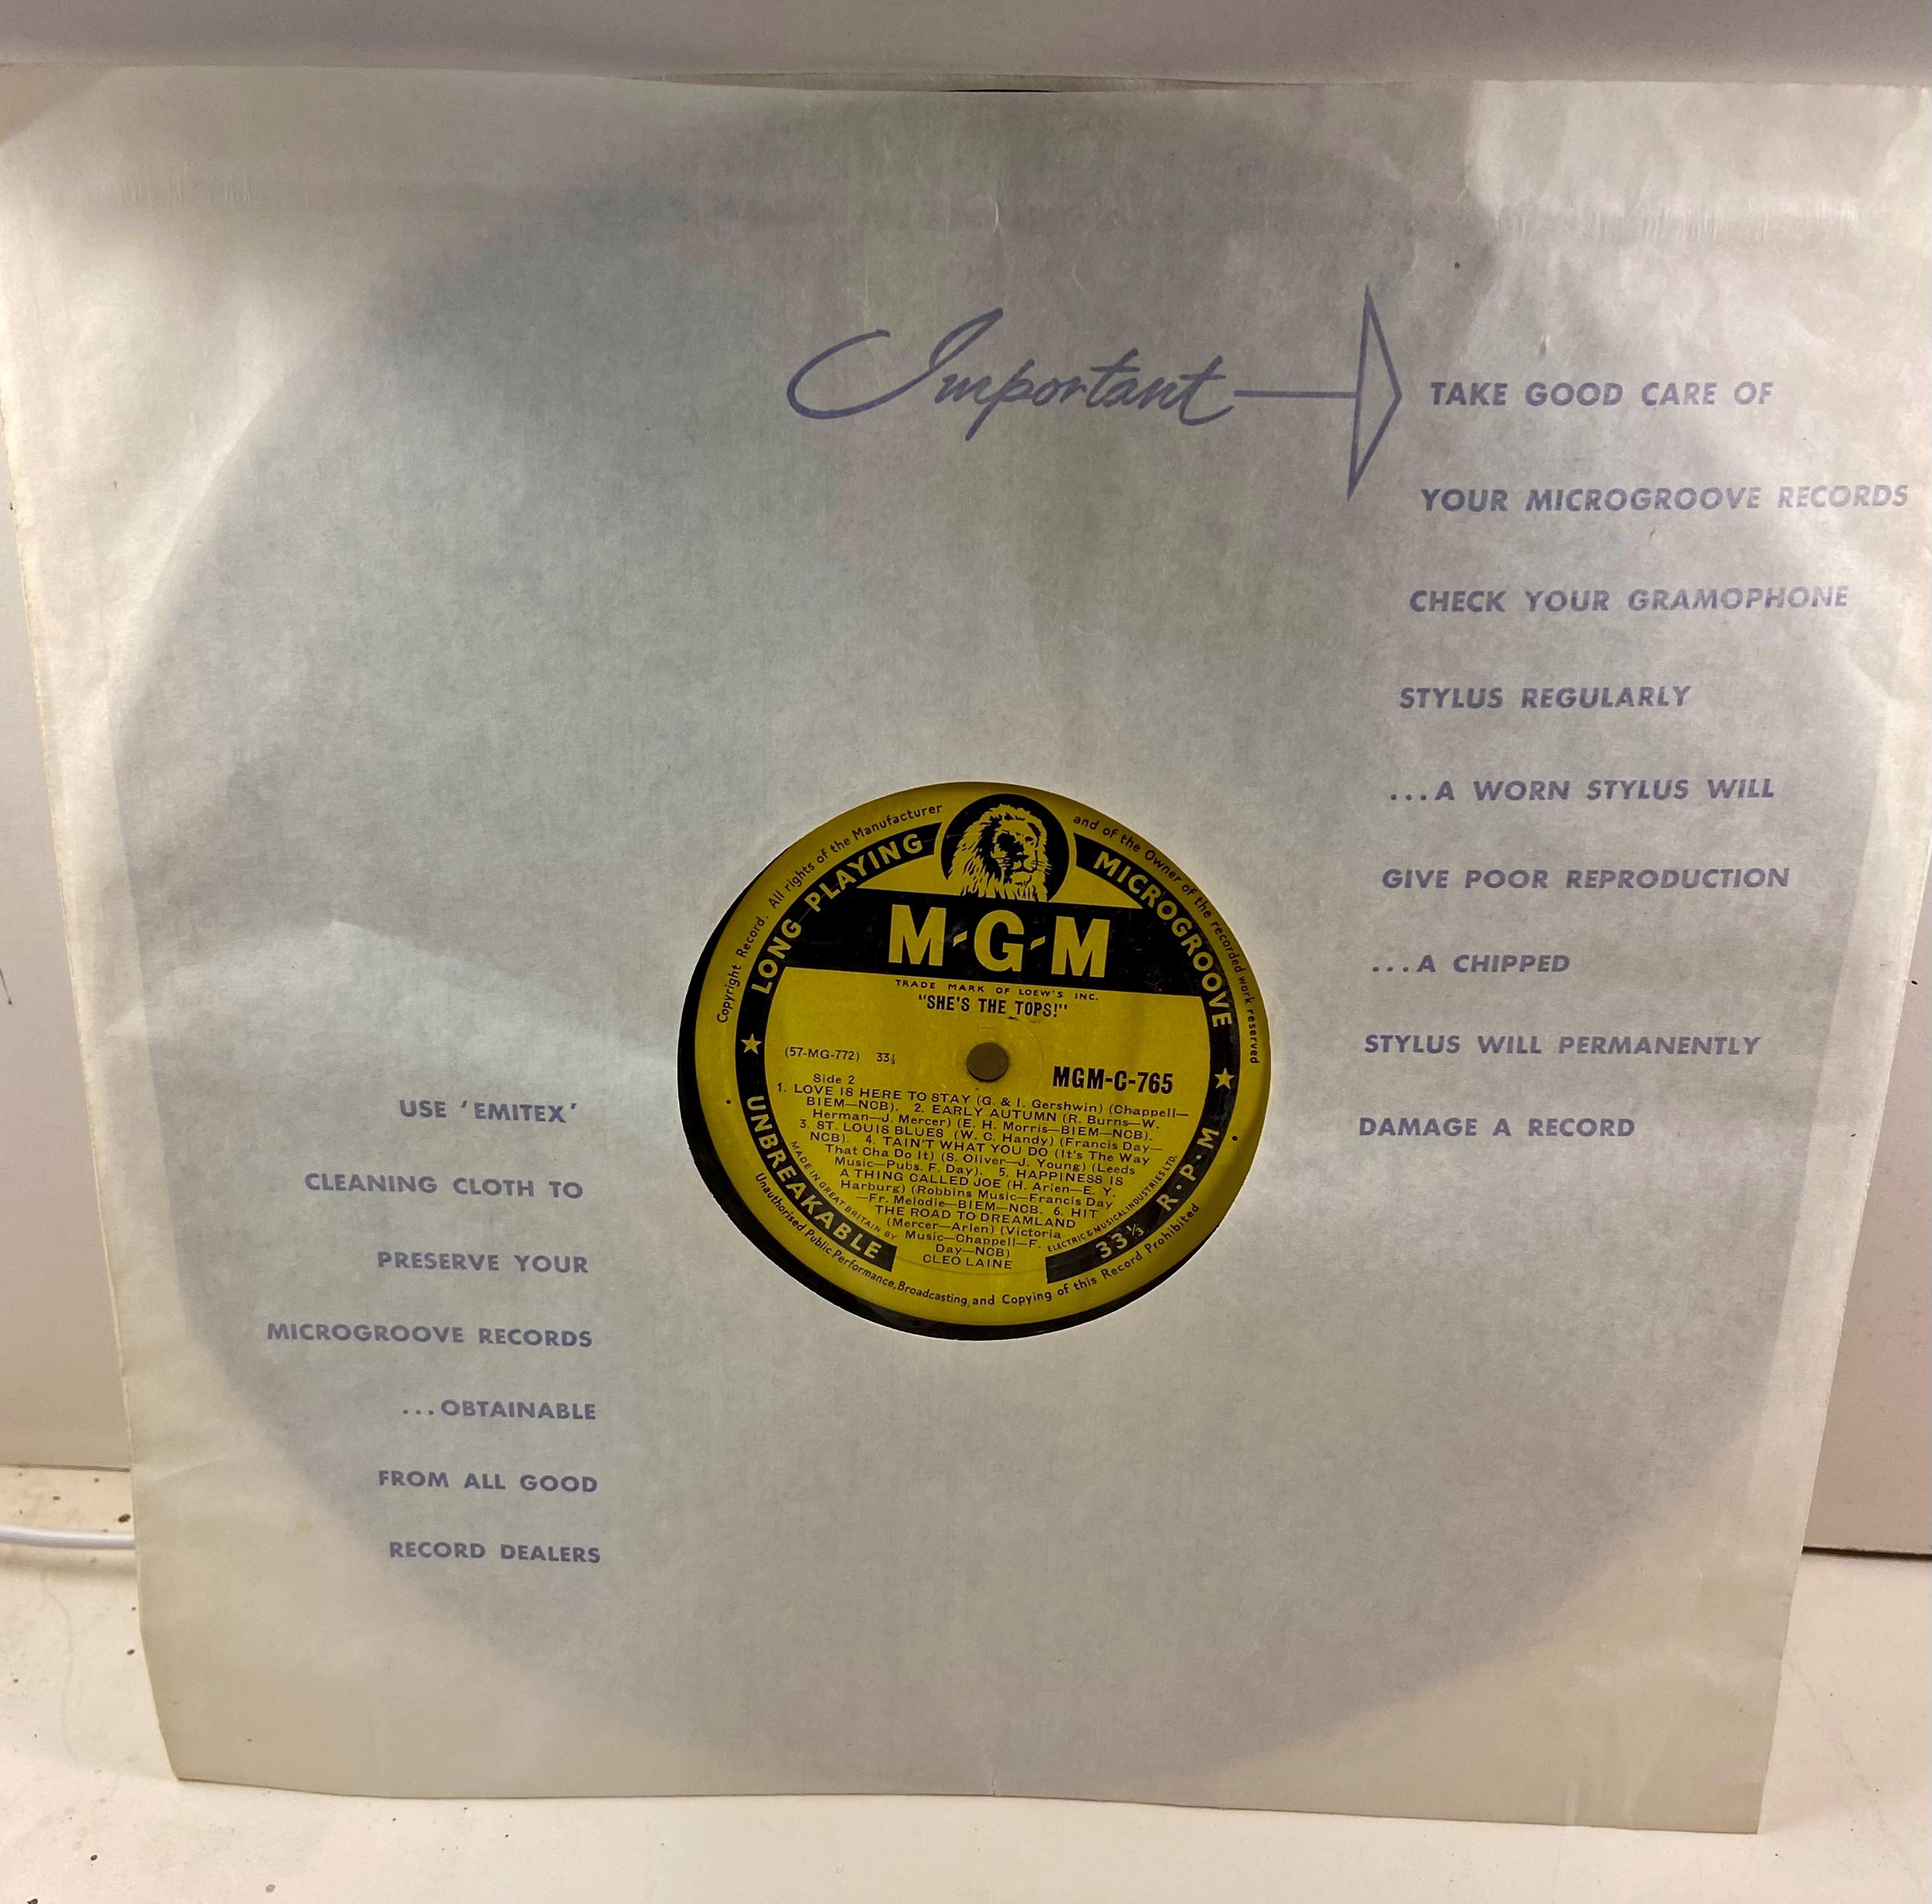 Important
TAKE GOOD CARE OF
YOUR MICROGROOVE RECORDS
CHECK YOUR GRAMOPHONE
STYLUS REGULARLY
...A WORN STYLUS WILL
GIVE POOR REPRODUCTION
...A CHIPPED
STYLUS WILL PERMANENTLY
DAMAGE A RECORD
USE 'EMITEX'
CLEANING CLOTH TO
PRESERVE YOUR
MICROGROOVE RECORDS
...OBTAINABLE
FROM ALL GOOD
RECORD DEALERS
Copyright Record. All rights of the Manufacturer and of the Owner of the recorded work reserved
LONG PLAYING MICROGROOVE
M-G-M
TRADE MARK OF LOEW'S INC.
"SHE'S THE TOPS!"
(57-MG-772) 33⅓
MGM-C-765
Side 2
1. LOVE IS HERE TO STAY (G. & I. Gershwin) (Chappell—
BIEM—NCB). 2. EARLY AUTUMN (R. Burns—W.
Herman—J. Mercer) (E. H. Morris—BIEM—NCB).
3. ST. LOUIS BLUES (W. C. Handy) (Francis Day—
NCB). 4. TAIN'T WHAT YOU DO (It's The Way
That Cha Do It) (S. Oliver—J. Young) (Leeds
Music—Pubs. F. Day). 5. HAPPINESS IS
A THING CALLED JOE (H. Arlen—E. Y.
Harburg) (Robbins Music—Francis Day
—Fr. Melodie—BIEM—NCB. 6. HIT
THE ROAD TO DREAMLAND
(Mercer—Arlen) (Victoria
Music—Chappell—F.
Day—NCB)
CLEO LAINE
UNBREAKABLE
33⅓ R·P·M
MADE IN GREAT BRITAIN BY
ELECTRIC & MUSICAL INDUSTRIES LTD.
Unauthorised Public Performance, Broadcasting and Copying of this Record Prohibited